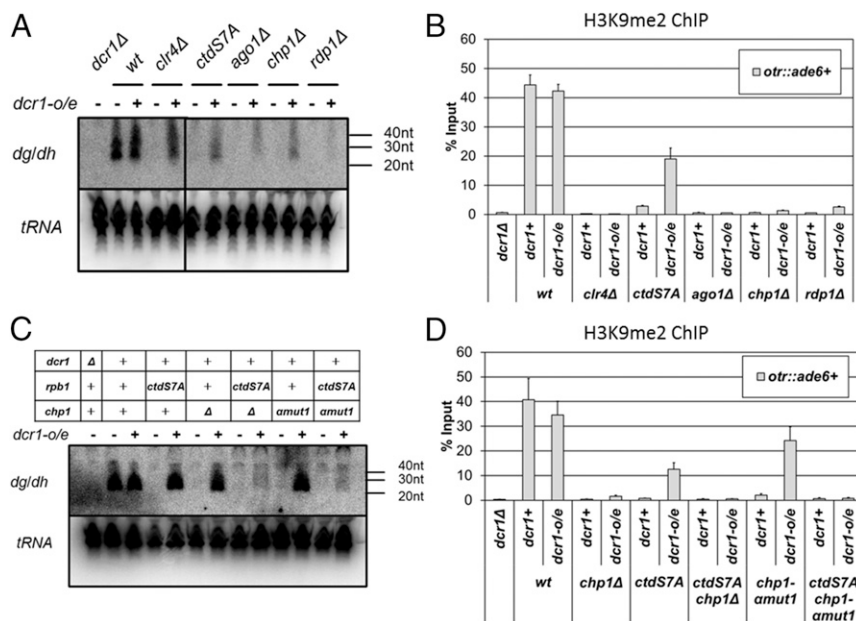 A
dcr1Δ wt clr4Δ ctdS7A ago1Δ chp1Δ rdp1Δ
dcr1-o/e - - + - + - + - + - + - +
dg/dh
40nt
30nt
20nt
tRNA
B
H3K9me2 ChIP
otr::ade6+
% Input
60
50
40
30
20
10
0
dcr1Δ dcr1+ dcr1-o/e dcr1+ dcr1-o/e dcr1+ dcr1-o/e dcr1+ dcr1-o/e dcr1+ dcr1-o/e dcr1+ dcr1-o/e
wt clr4Δ ctdS7A ago1Δ chp1Δ rdp1Δ
C
dcr1 Δ + + + + + +
rpb1 + + ctdS7A + ctdS7A + ctdS7A
chp1 + + + Δ Δ αmut1 αmut1
dcr1-o/e - - + - + - + - + - + - +
dg/dh
40nt
30nt
20nt
tRNA
D
H3K9me2 ChIP
otr::ade6+
% Input
60
50
40
30
20
10
0
dcr1Δ dcr1+ dcr1-o/e dcr1+ dcr1-o/e dcr1+ dcr1-o/e dcr1+ dcr1-o/e dcr1+ dcr1-o/e dcr1+ dcr1-o/e
wt chp1Δ ctdS7A ctdS7A chp1- ctdS7A
chp1Δ αmut1 chp1-
αmut1